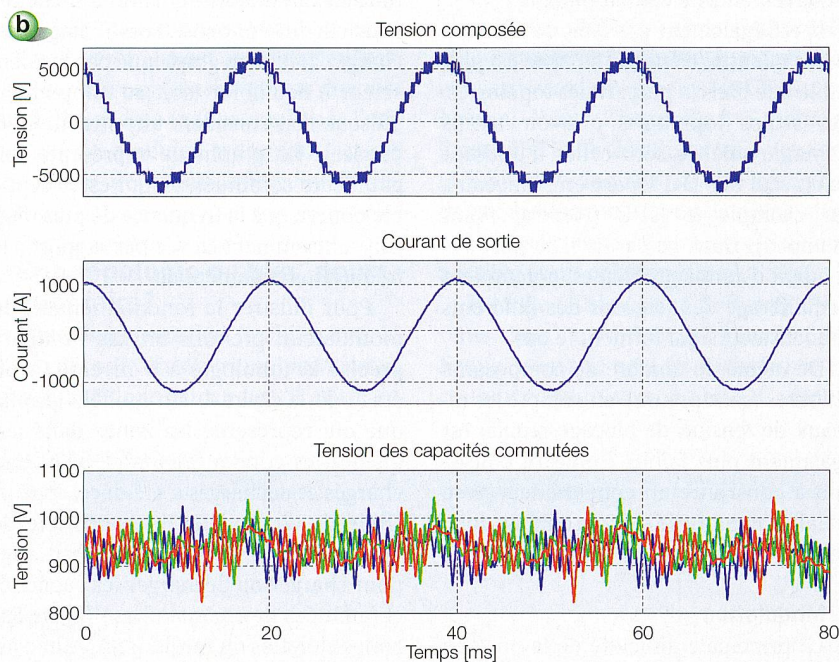 b
Tension composée
Tension [V]
5000
0
-5000
Courant de sortie
Courant [A]
1000
0
-1000
Tension des capacités commutées
Tension [V]
1100
1000
900
800
0
20
40
60
80
Temps [ms]